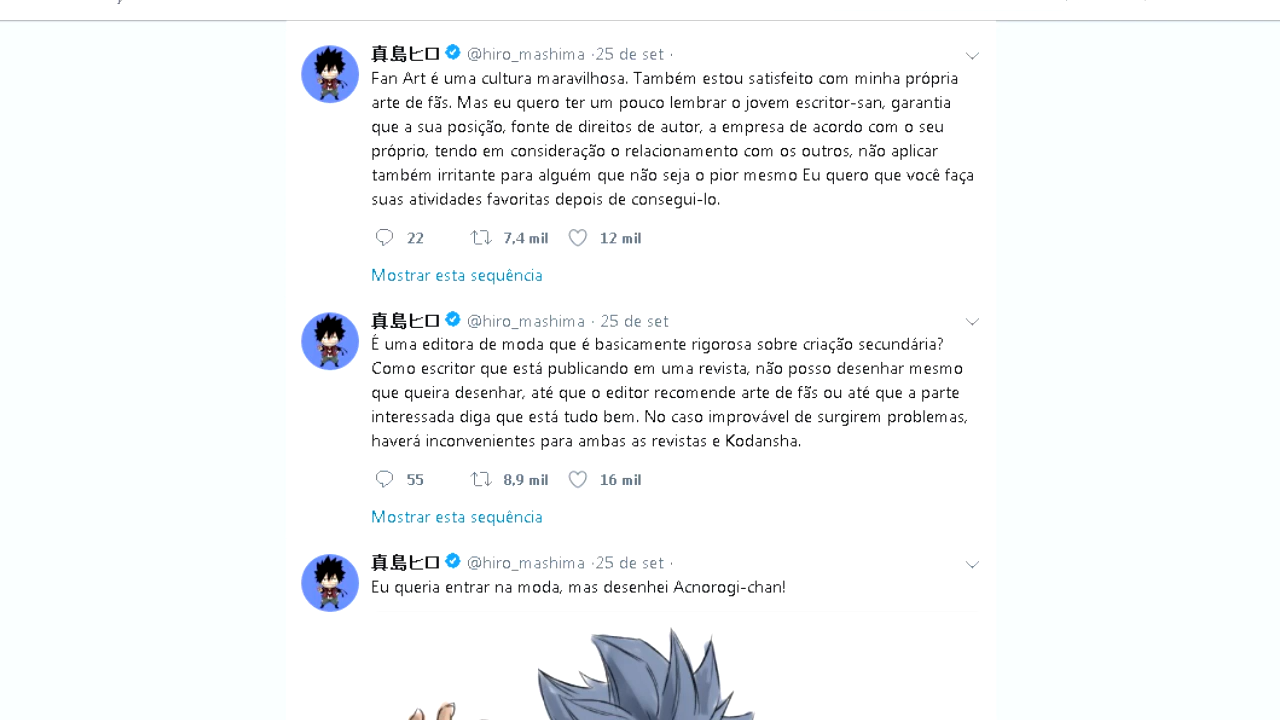 真島ヒロ @hiro_mashima ·25 de set ·
Fan Art é uma cultura maravilhosa. Também estou satisfeito com minha própria
arte de fãs. Mas eu quero ter um pouco lembrar o jovem escritor-san, garantia
que a sua posição, fonte de direitos de autor, a empresa de acordo com o seu
próprio, tendo em consideração o relacionamento com os outros, não aplicar
também irritante para alguém que não seja o pior mesmo Eu quero que você faça
suas atividades favoritas depois de consegui-lo.
22 7,4 mil 12 mil
Mostrar esta sequência
真島ヒロ @hiro_mashima · 25 de set
É uma editora de moda que é basicamente rigorosa sobre criação secundária?
Como escritor que está publicando em uma revista, não posso desenhar mesmo
que queira desenhar, até que o editor recomende arte de fãs ou até que a parte
interessada diga que está tudo bem. No caso improvável de surgirem problemas,
haverá inconvenientes para ambas as revistas e Kodansha.
55 8,9 mil 16 mil
Mostrar esta sequência
真島ヒロ @hiro_mashima ·25 de set ·
Eu queria entrar na moda, mas desenhei Acnorogi-chan!